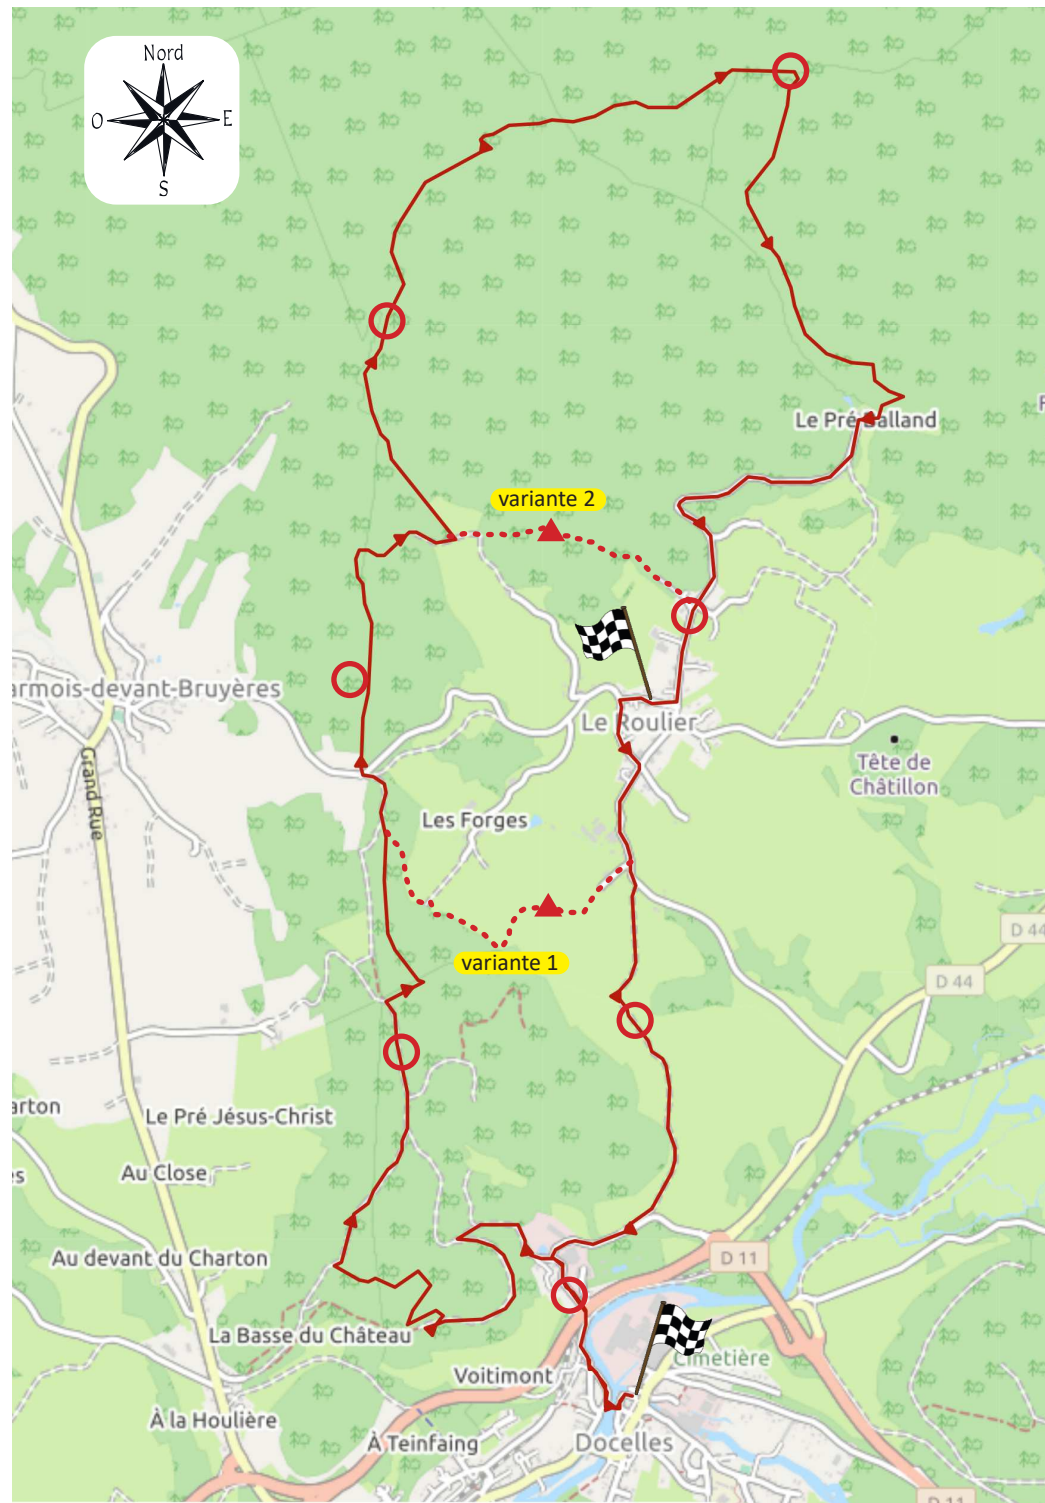 Nord
O
E
S
Le Pré Salland
variante 2
armois-devant-Bruyères
Le Roulier
Grand Rue
Tête de
Châtillon
Les Forges
D 44
variante 1
D 44
arton
Le Pré Jésus-Christ
Au Close
Au devant du Charton
D 11
La Basse du Château
Cimetière
Voitimont
À la Houlière
À Teinfaing
Docelles
D 11